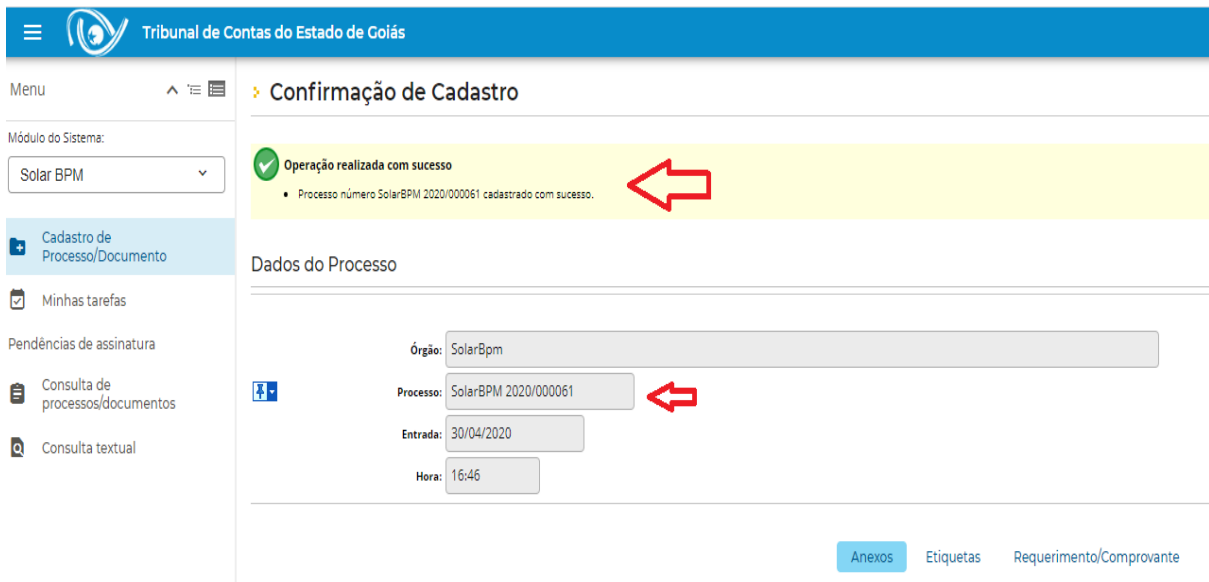 Tribunal de Contas do Estado de Goiás
Menu
Módulo do Sistema:
Solar BPM
Cadastro de
Processo/Documento
Minhas tarefas
Pendências de assinatura
Consulta de
processos/documentos
Consulta textual
Confirmação de Cadastro
Operação realizada com sucesso
Processo número SolarBPM 2020/000061 cadastrado com sucesso.
Dados do Processo
Órgão: SolarBpm
Processo: SolarBPM 2020/000061
Entrada: 30/04/2020
Hora: 16:46
Anexos Etiquetas Requerimento/Comprovante